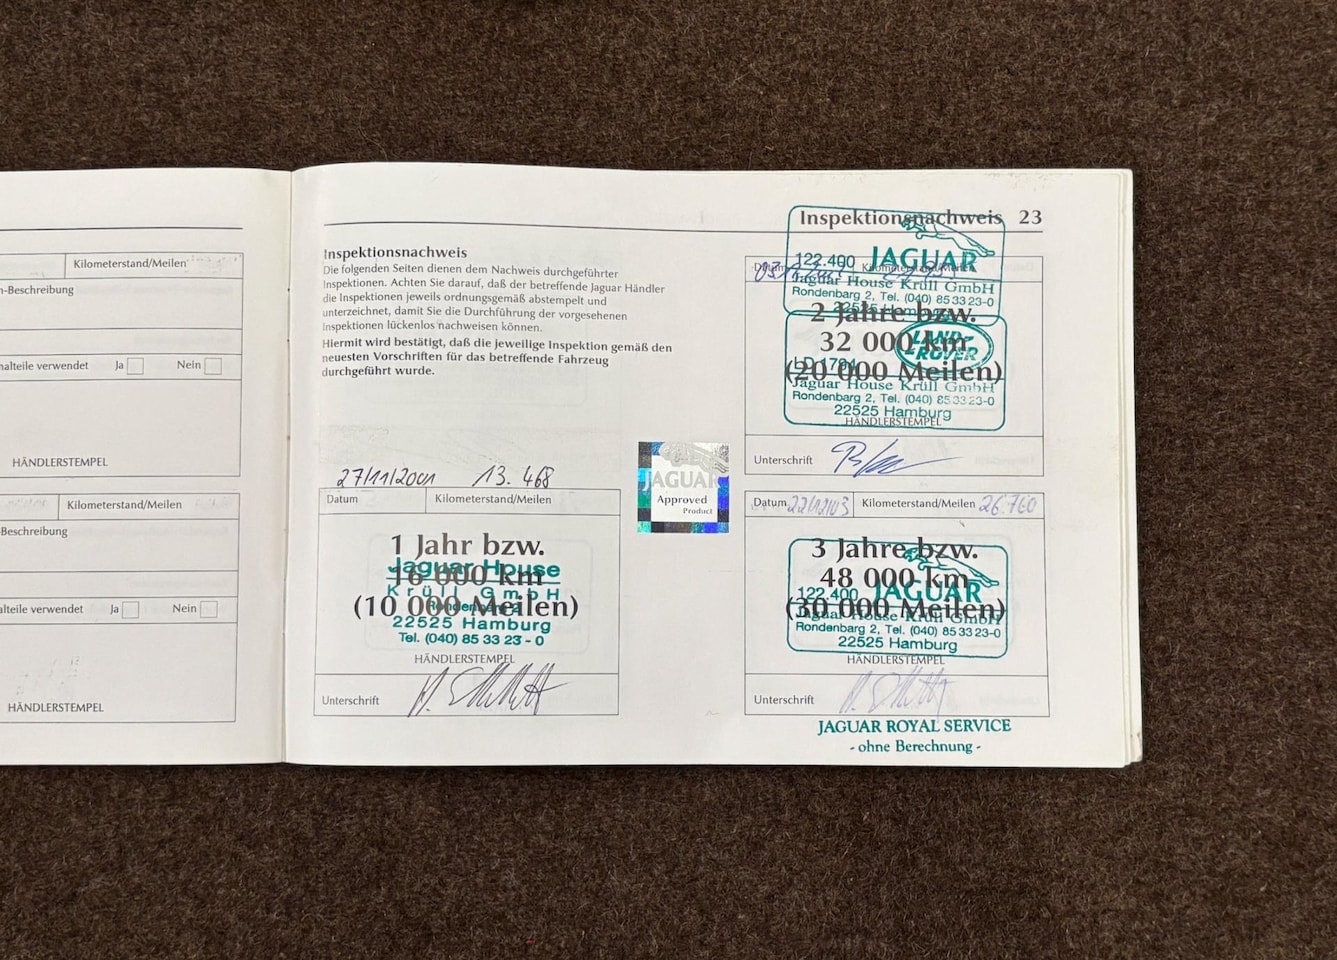 Kilometerstand/Meilen
-Beschreibung
nalteile verwendet Ja Nein
HÄNDLERSTEMPEL
Kilometerstand/Meilen
Beschreibung
alteile verwendet Ja Nein
HÄNDLERSTEMPEL
Inspektionsnachweis 23
Inspektionsnachweis
Die folgenden Seiten dienen dem Nachweis durchgeführter
Inspektionen. Achten Sie darauf, daß der betreffende Jaguar Händler
die Inspektionen jeweils ordnungsgemäß abstempelt und
unterzeichnet, damit Sie die Durchführung der vorgesehenen
Inspektionen lückenlos nachweisen können.
Hiermit wird bestätigt, daß die jeweilige Inspektion gemäß den
neuesten Vorschriften für das betreffende Fahrzeug
durchgeführt wurde.
27/11/2001 13.468
Datum Kilometerstand/Meilen
1 Jahr bzw.
16 000 km
(10 000 Meilen)
Jaguar House
Krüll GmbH
Rondenbarg 2
22525 Hamburg
Tel. (040) 85 33 23 - 0
HÄNDLERSTEMPEL
Unterschrift
JAGUAR
Approved
Product
Datum Kilometerstand/Meilen
122.400 JAGUAR
Jaguar House Krüll GmbH
Rondenbarg 2, Tel. (040) 85 33 23-0
22525 Hamburg
2 Jahre bzw.
32 000 km
(20 000 Meilen)
LAND-
ROVER
Jaguar House Krüll GmbH
Rondenbarg 2, Tel. (040) 85 33 23-0
22525 Hamburg
HÄNDLERSTEMPEL
Unterschrift
Datum Kilometerstand/Meilen 26.760
3 Jahre bzw.
48 000 km
(30 000 Meilen)
122.400 JAGUAR
Jaguar House Krüll GmbH
Rondenbarg 2, Tel. (040) 85 33 23-0
22525 Hamburg
HÄNDLERSTEMPEL
Unterschrift
JAGUAR ROYAL SERVICE
- ohne Berechnung -